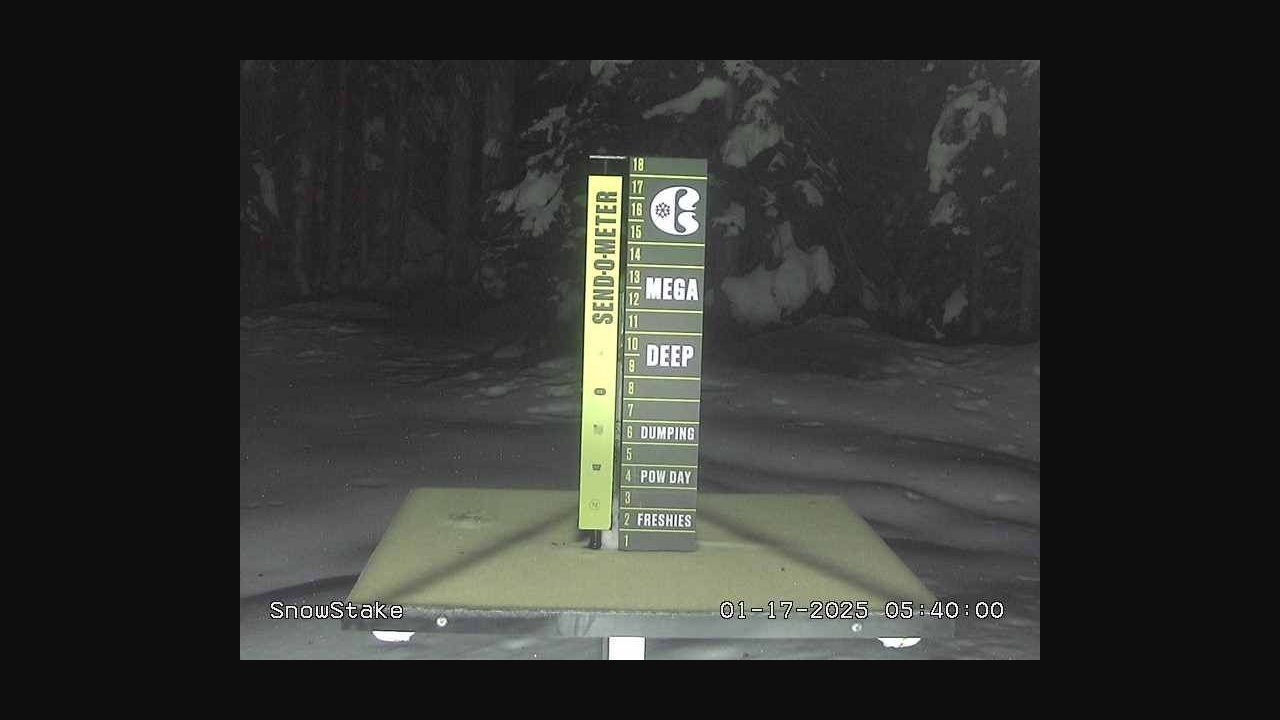 SEND-O-METER
18
17
16
15
14
13
MEGA
12
11
10
DEEP
9
8
7
6 DUMPING
5
4 POW DAY
3
2 FRESHIES
1
SnowStake
01-17-2025 05:40:00